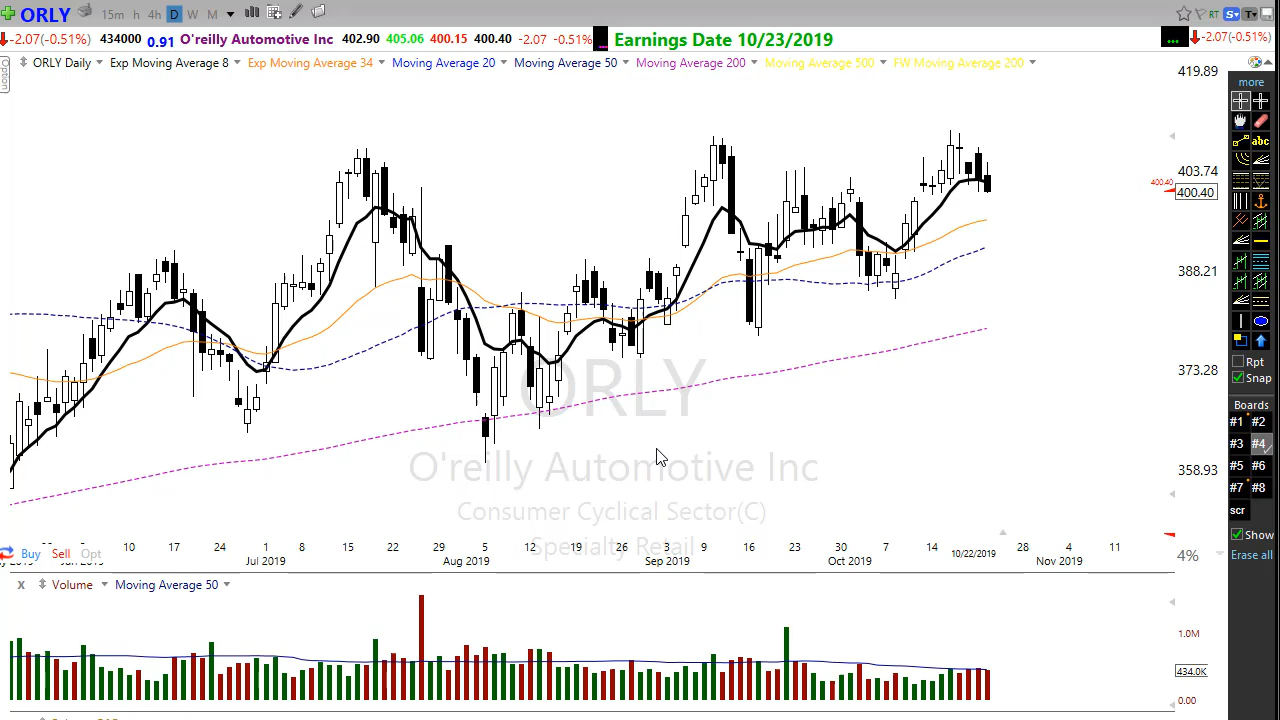 ORLY 15m h 4h D W M RT S T
-2.07(-0.51%) 434000 0.91 O'reilly Automotive Inc 402.90 405.06 400.15 400.40 -2.07 -0.51% ... Earnings Date 10/23/2019 ... -2.07(-0.51%)
Option
ORLY Daily Exp Moving Average 8 Exp Moving Average 34 Moving Average 20 Moving Average 50 Moving Average 200 Moving Average 500 FW Moving Average 200
419.89
403.74
400.40 400.40
388.21
373.28
358.93
ORLY
O'reilly Automotive Inc
Consumer Cyclical Sector(C)
Specialty Retail
more
abc
Rpt
Snap
Boards
#1 #2
#3 #4
#5 #6
#7 #8
scr
Show
Erase all
10 17 24 8 15 22 29 5 12 19 26 3 9 16 23 30 7 14 10/22/2019 28 4 11
Buy Sell Opt
4%
Jul 2019 Aug 2019 Sep 2019 Oct 2019 Nov 2019
x Volume Moving Average 50
1.0M
434.0K
0.00